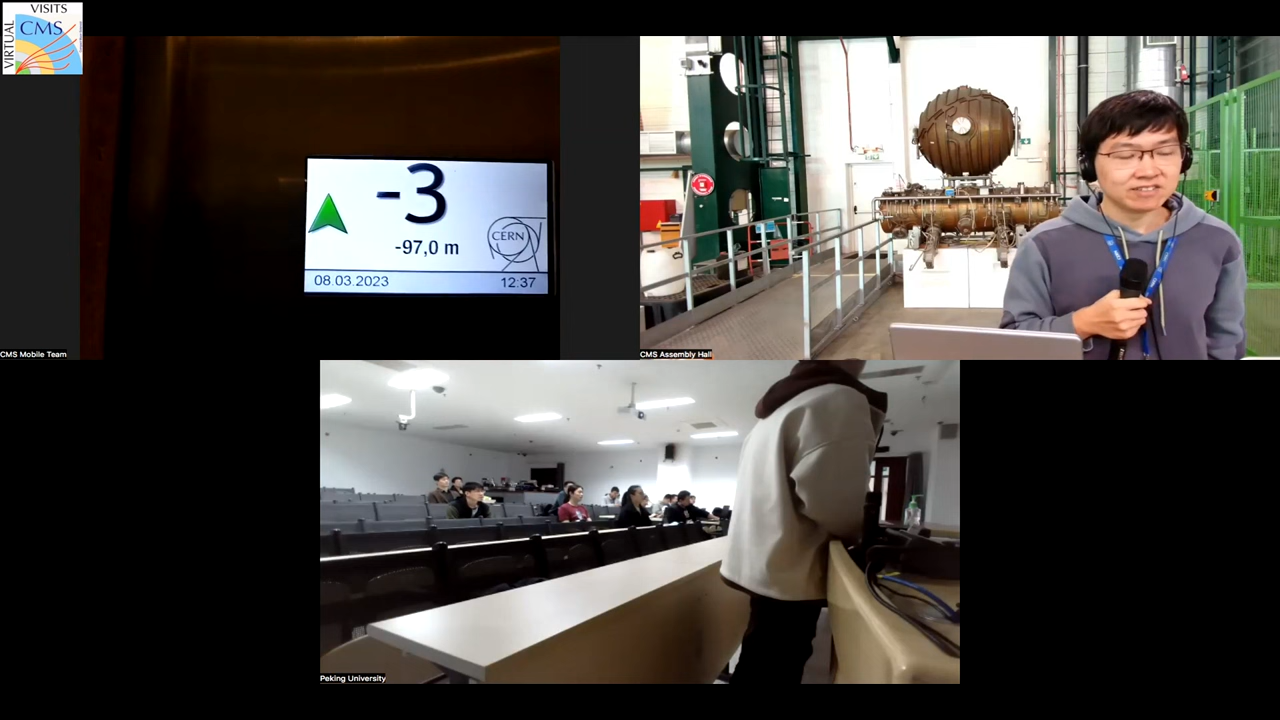 VISITS
VIRTUAL
CMS
-3
-97,0 m
CERN
08.03.2023
12:37
CMS Mobile Team
CMS Assembly Hall
Peking University